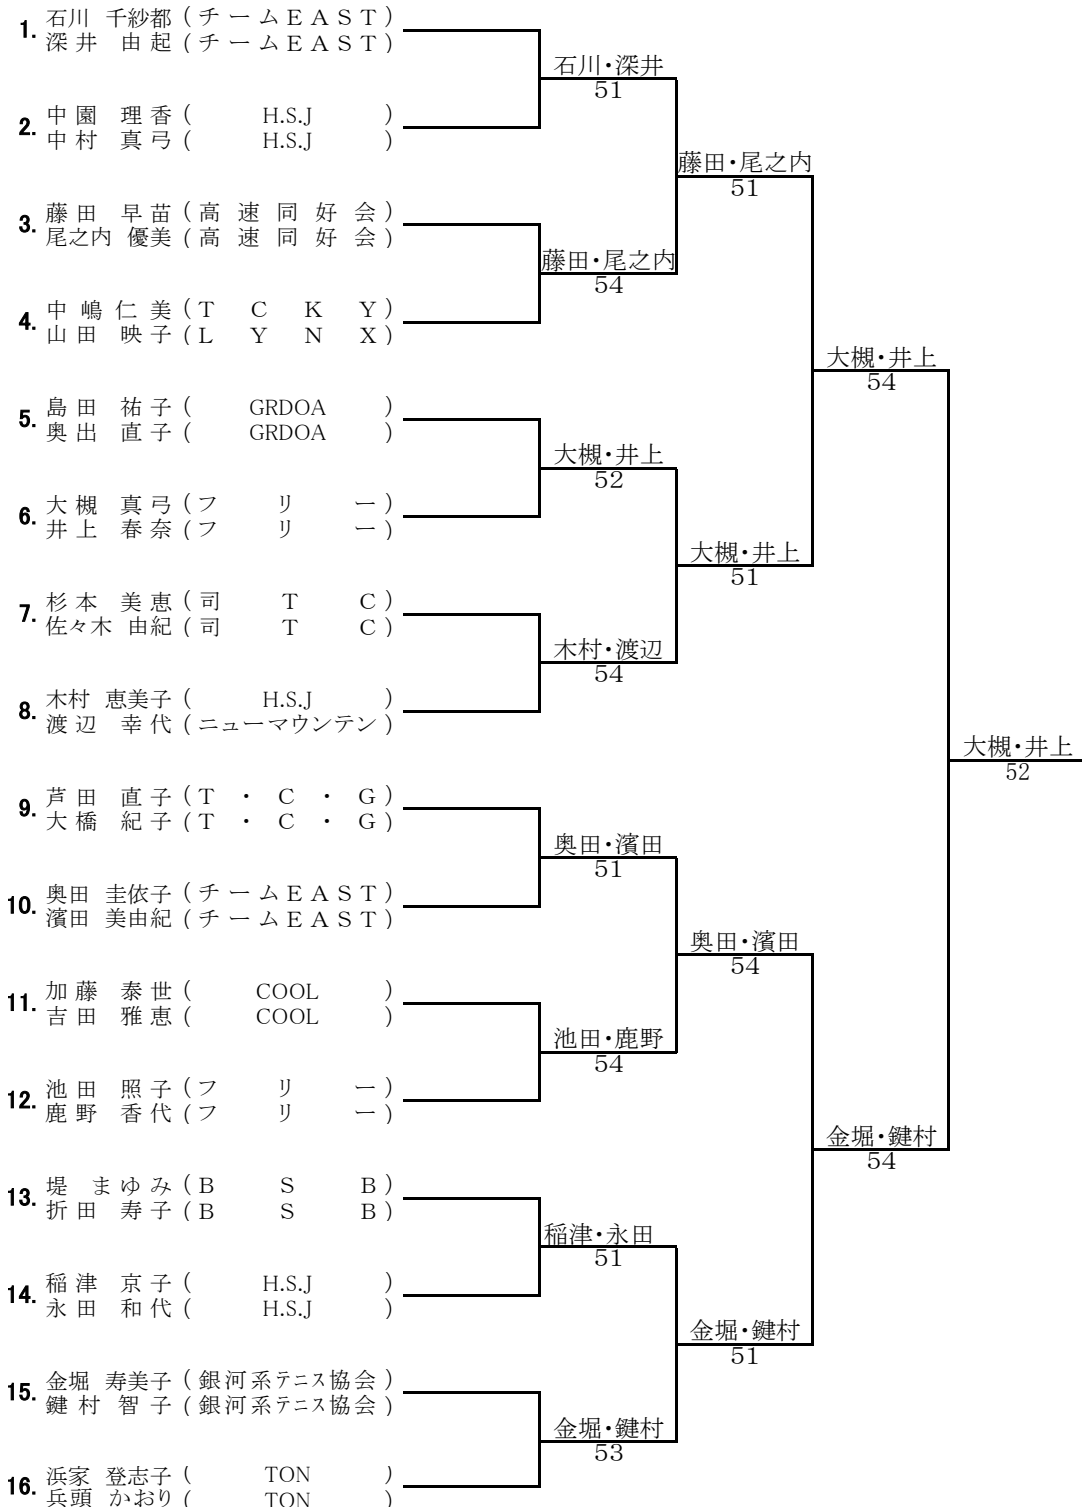 1. 石川 千紗都 (チームEAST)
深井 由起 (チームEAST)
2. 中園 理香 ( H.S.J )
中村 真弓 ( H.S.J )
3. 藤田 早苗 (高速同好会)
尾之内 優美 (高速同好会)
4. 中嶋 仁美 (TCKY)
山田 映子 (LYNX)
5. 島田 祐子 ( GRDOA )
奥出 直子 ( GRDOA )
6. 大槻 真弓 (フリー)
井上 春奈 (フリー)
7. 杉本 美恵 (司TC)
佐々木 由紀 (司TC)
8. 木村 恵美子 ( H.S.J )
渡辺 幸代 (ニューマウンテン)
9. 芦田 直子 (T・C・G)
大橋 紀子 (T・C・G)
10. 奥田 圭依子 (チームEAST)
濱田 美由紀 (チームEAST)
11. 加藤 泰世 ( COOL )
吉田 雅恵 ( COOL )
12. 池田 照子 (フリー)
鹿野 香代 (フリー)
13. 堤 まゆみ (BSB)
折田 寿子 (BSB)
14. 稲津 京子 ( H.S.J )
永田 和代 ( H.S.J )
15. 金堀 寿美子 (銀河系テニス協会)
鍵村 智子 (銀河系テニス協会)
16. 浜家 登志子 ( TON )
兵頭 かおり ( TON )
石川・深井
51
藤田・尾之内
54
大槻・井上
52
木村・渡辺
54
奥田・濱田
51
池田・鹿野
54
稲津・永田
51
金堀・鍵村
53
藤田・尾之内
51
大槻・井上
51
奥田・濱田
54
金堀・鍵村
51
大槻・井上
54
金堀・鍵村
54
大槻・井上
52